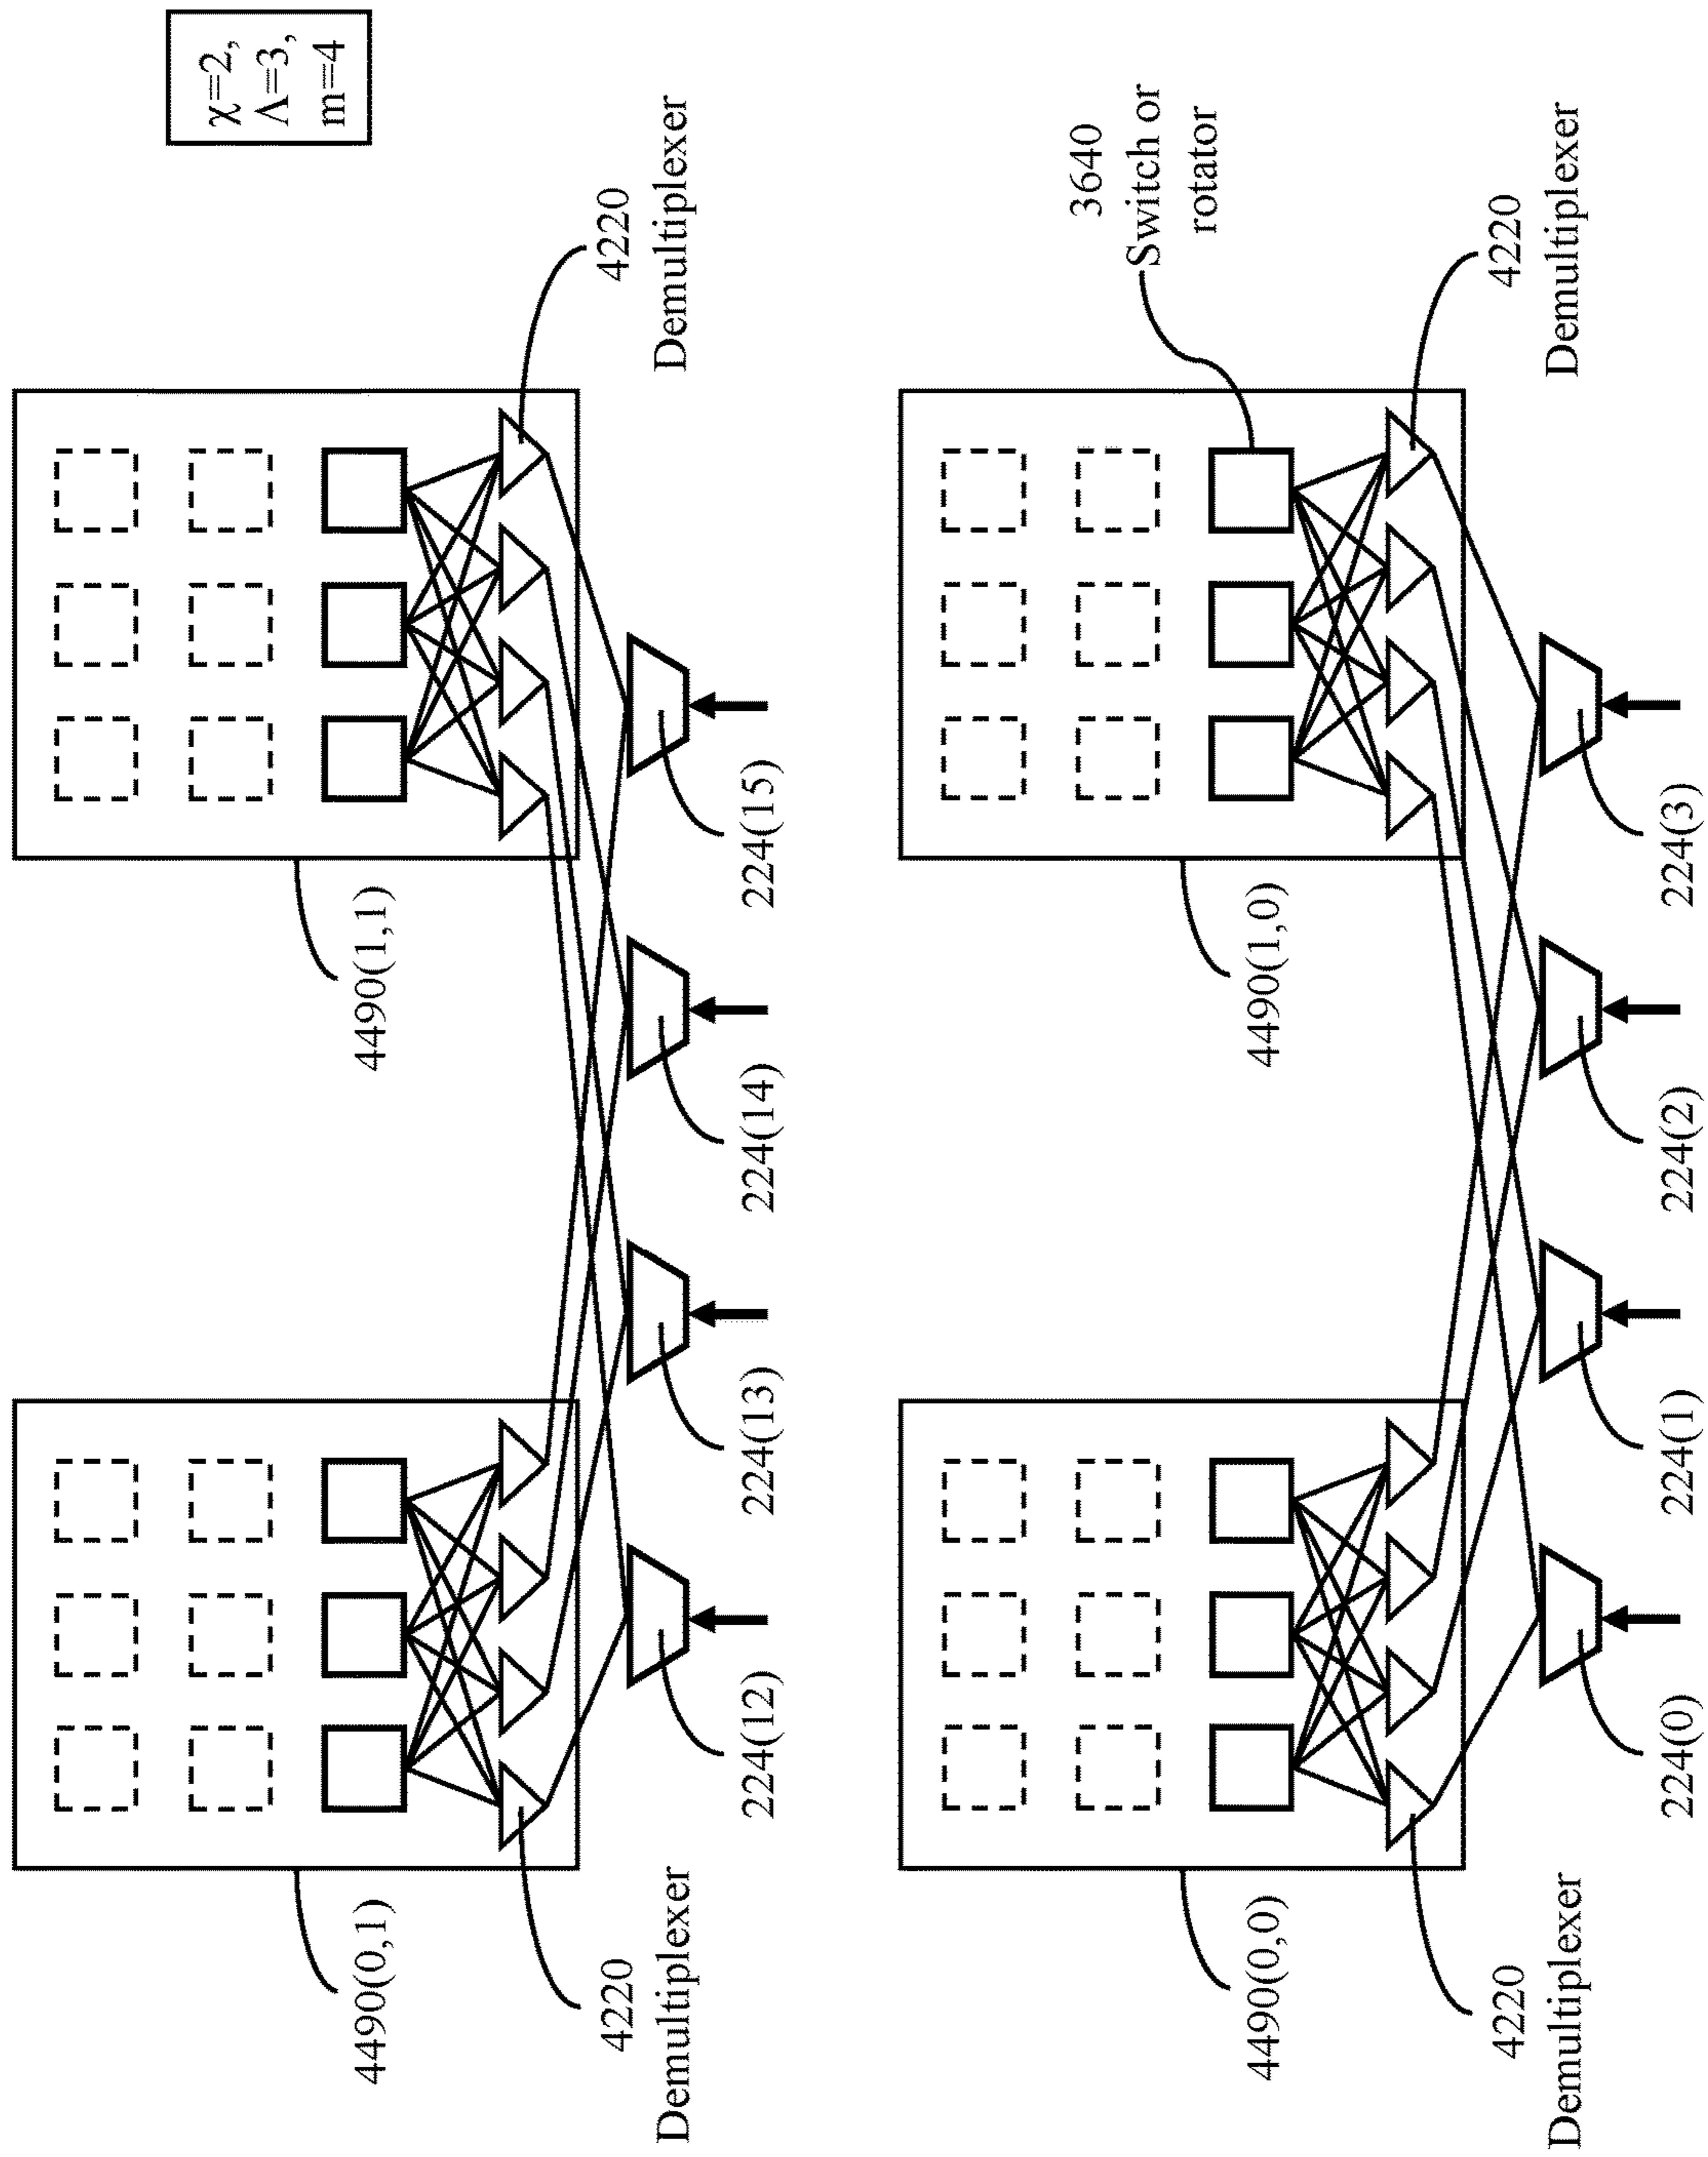 χ=2,
Λ=3,
m=4
4220
Demultiplexer
4490(1,1)
224(15)
224(14)
224(13)
224(12)
4490(0,1)
4220
Demultiplexer
3640
Switch or
rotator
4220
Demultiplexer
4490(1,0)
224(3)
224(2)
224(1)
224(0)
4490(0,0)
4220
Demultiplexer